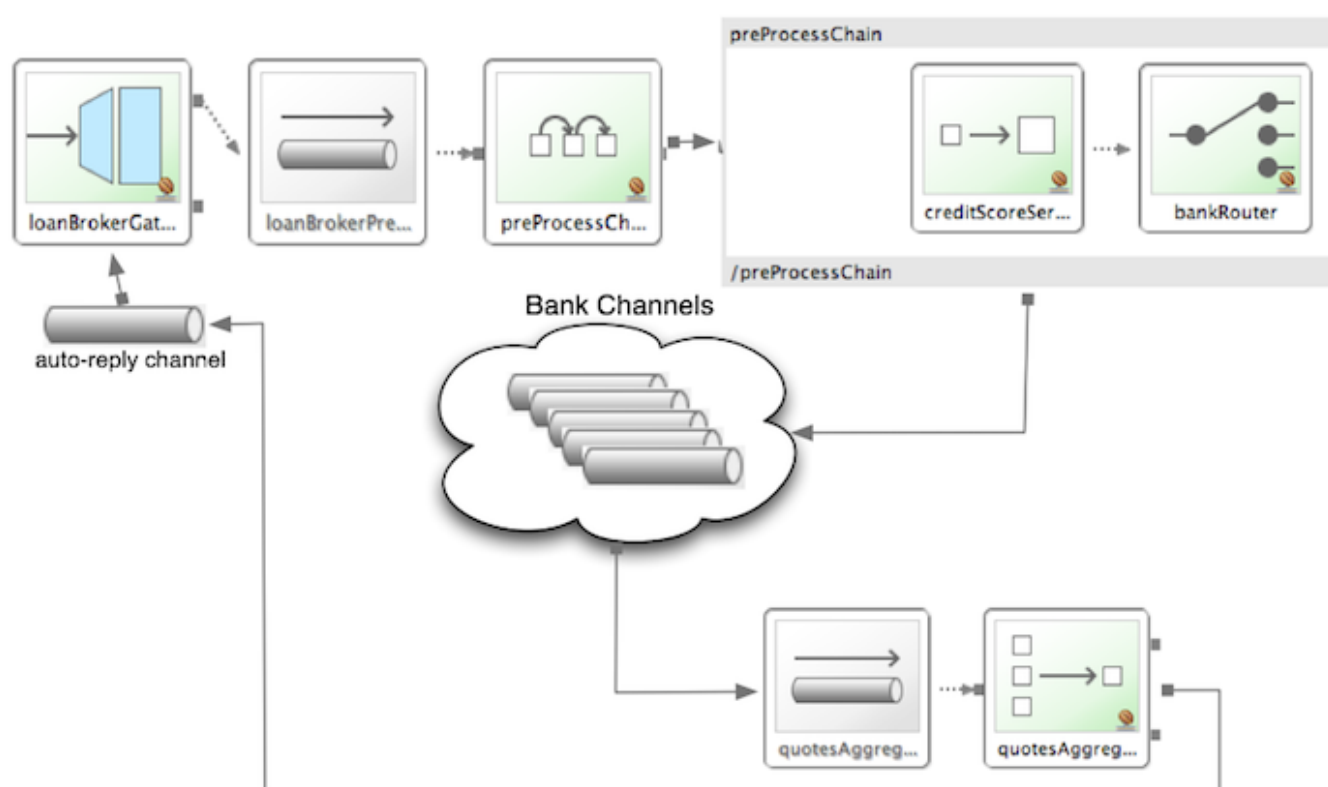 preProcessChain
loanBrokerGat...
loanBrokerPre...
preProcessCh...
creditScoreSer...
bankRouter
/preProcessChain
Bank Channels
auto-reply channel
quotesAggreg...
quotesAggreg...